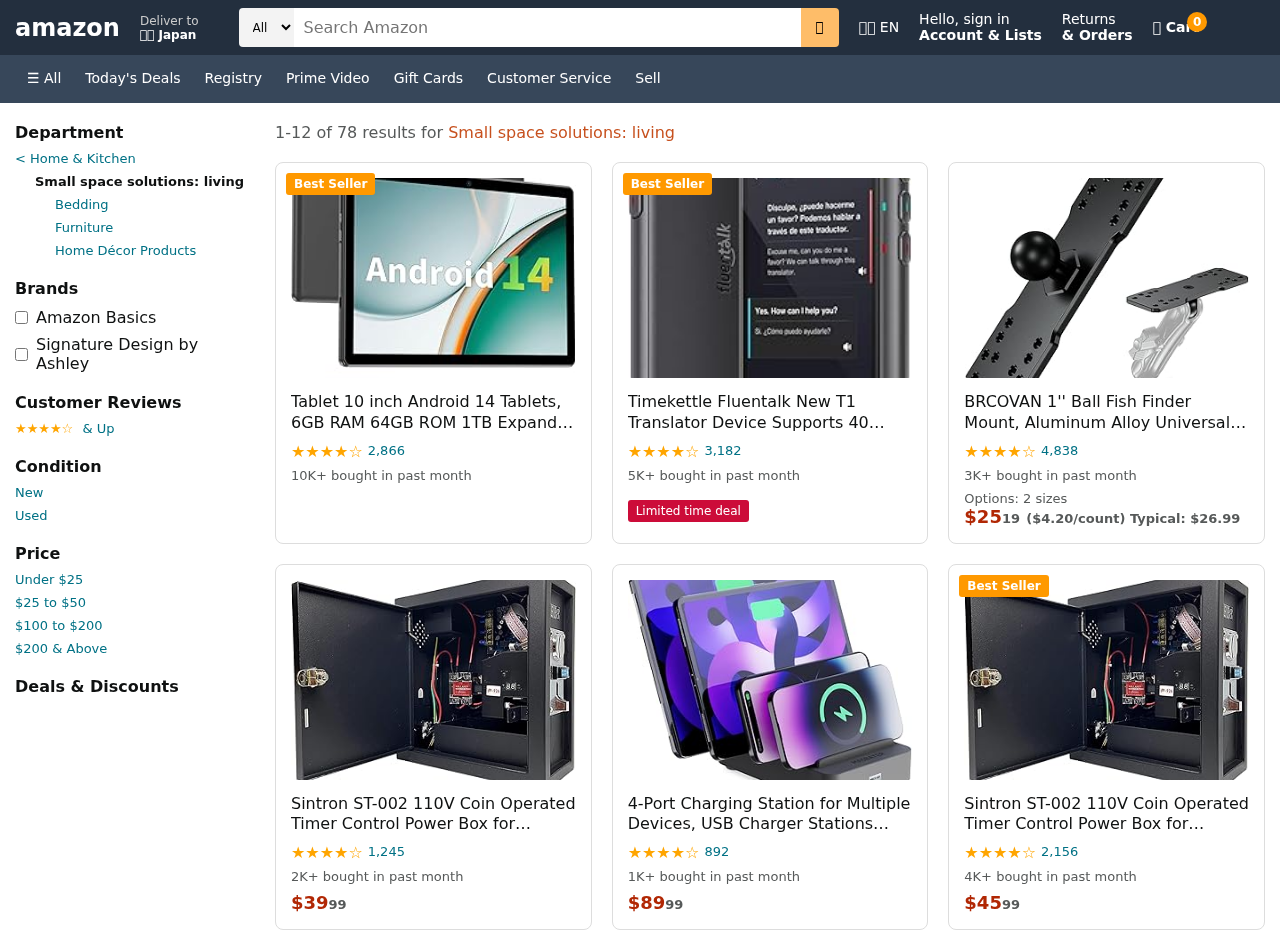 amazon
Deliver to
Japan
All
Search Amazon
EN
Hello, sign in
Account & Lists
Returns
& Orders
0
☰ All
Today's Deals
Registry
Prime Video
Gift Cards
Customer Service
Sell
Department
< Home & Kitchen
Small space solutions: living
Bedding
Furniture
Home Décor Products
Brands
Amazon Basics
Signature Design by
Ashley
Customer Reviews
★★★★☆ & Up
Condition
New
Used
Price
Under $25
$25 to $50
$100 to $200
$200 & Above
Deals & Discounts
1-12 of 78 results for Small space solutions: living
Best Seller
Android 14
Tablet 10 inch Android 14 Tablets,
6GB RAM 64GB ROM 1TB Expand…
★★★★☆ 2,866
10K+ bought in past month
Best Seller
fluentalk
Disculpe, ¿puede hacerme
un favor? Podemos hablar a
través de este traductor.
Excuse me, can you do me a
favor? We can talk through this
translator.
Yes. How can I help you?
Sí. ¿Cómo puedo ayudarle?
Timekettle Fluentalk New T1
Translator Device Supports 40…
★★★★☆ 3,182
5K+ bought in past month
Limited time deal
BRCOVAN 1'' Ball Fish Finder
Mount, Aluminum Alloy Universal…
★★★★☆ 4,838
3K+ bought in past month
Options: 2 sizes
$2519 ($4.20/count) Typical: $26.99
Sintron ST-002 110V Coin Operated
Timer Control Power Box for…
★★★★☆ 1,245
2K+ bought in past month
$3999
4-Port Charging Station for Multiple
Devices, USB Charger Stations…
★★★★☆ 892
1K+ bought in past month
$8999
Best Seller
Sintron ST-002 110V Coin Operated
Timer Control Power Box for…
★★★★☆ 2,156
4K+ bought in past month
$4599